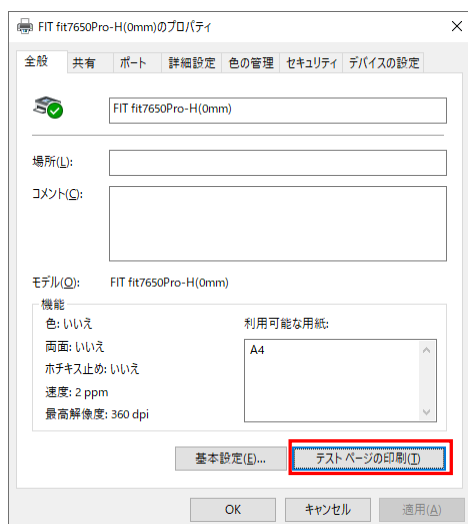 FIT fit7650Pro-H(0mm)のプロパティ
全般 共有 ポート 詳細設定 色の管理 セキュリティ デバイスの設定
FIT fit7650Pro-H(0mm)
場所(L):
コメント(C):
モデル(O): FIT fit7650Pro-H(0mm)
機能
色: いいえ
両面: いいえ
ホチキス止め: いいえ
速度: 2 ppm
最高解像度: 360 dpi
利用可能な用紙:
A4
基本設定(E)... テスト ページの印刷(T)
OK キャンセル 適用(A)